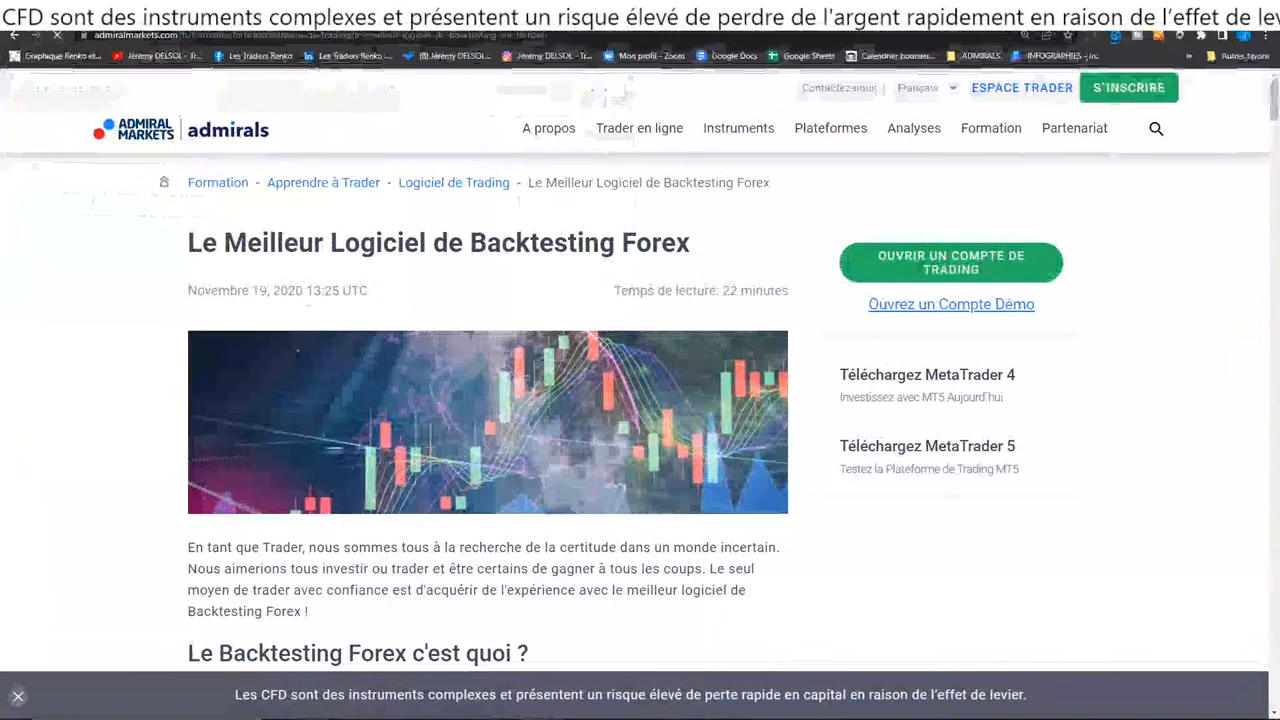 CFD sont des instruments complexes et présentent un risque élevé de perdre de l'argent rapidement en raison de l'effet de lev
admiralmarkets.com
Graphique Renko et... Jérémy DELSOL - Tr... Les Traders Renko... Les Traders Renko... (8) Jérémy DELSOL... Jérémy DELSOL - Tr... Mon profil - Zoom Google Docs Google Sheets Calendrier boursier... ADMIRALS INFOGRAPHIES - Autres favoris
Contactez-nous | Français ESPACE TRADER S'INSCRIRE
ADMIRAL MARKETS | admirals
A propos Trader en ligne Instruments Plateformes Analyses Formation Partenariat
Formation - Apprendre à Trader - Logiciel de Trading - Le Meilleur Logiciel de Backtesting Forex
Le Meilleur Logiciel de Backtesting Forex
Novembre 19, 2020 13:25 UTC Temps de lecture: 22 minutes
OUVRIR UN COMPTE DE
TRADING
Ouvrez un Compte Démo
Téléchargez MetaTrader 4
Investissez avec MT5 Aujourd'hui
Téléchargez MetaTrader 5
Testez la Plateforme de Trading MT5
En tant que Trader, nous sommes tous à la recherche de la certitude dans un monde incertain.
Nous aimerions tous investir ou trader et être certains de gagner à tous les coups. Le seul
moyen de trader avec confiance est d'acquérir de l'expérience avec le meilleur logiciel de
Backtesting Forex !
Le Backtesting Forex c'est quoi ?
Les CFD sont des instruments complexes et présentent un risque élevé de perte rapide en capital en raison de l'effet de levier.